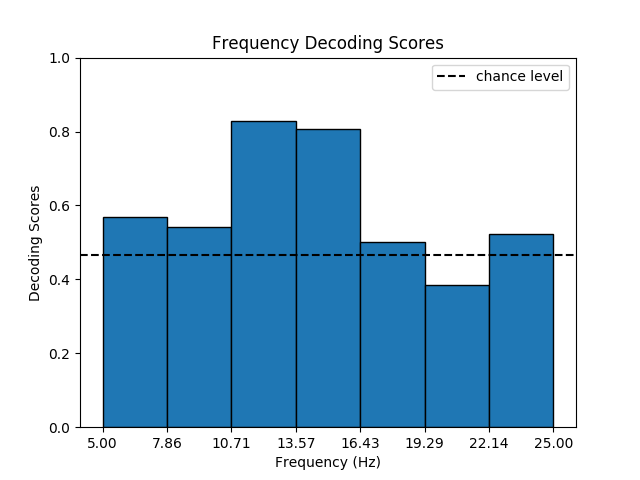 Frequency Decoding Scores
1.0
chance level
0.8
0.6
Decoding Scores
0.4
0.2
0.0
5.00 7.86 10.71 13.57 16.43 19.29 22.14 25.00
Frequency (Hz)